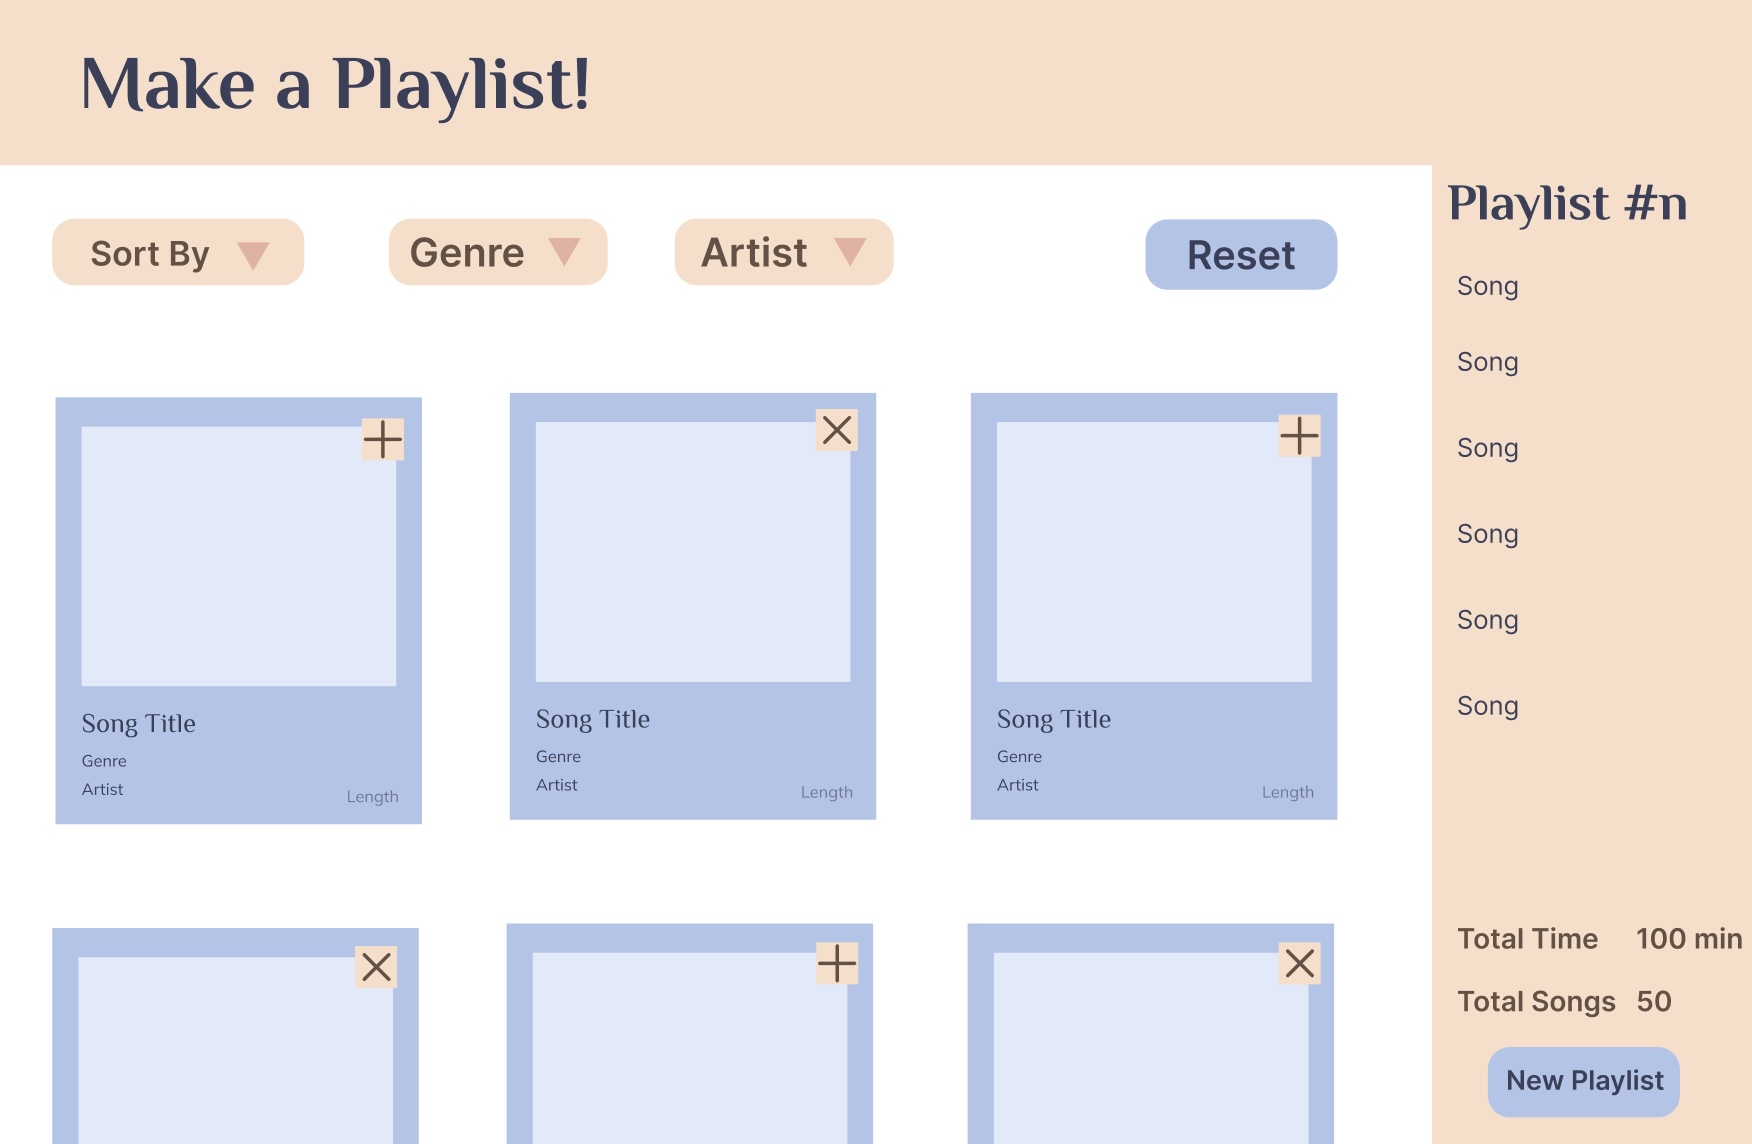 Make a Playlist!
Sort By
Genre
Artist
Reset
Song Title
Genre
Artist
Length
Song Title
Genre
Artist
Length
Song Title
Genre
Artist
Length
Playlist #n
Song
Song
Song
Song
Song
Song
Total Time 100 min
Total Songs 50
New Playlist